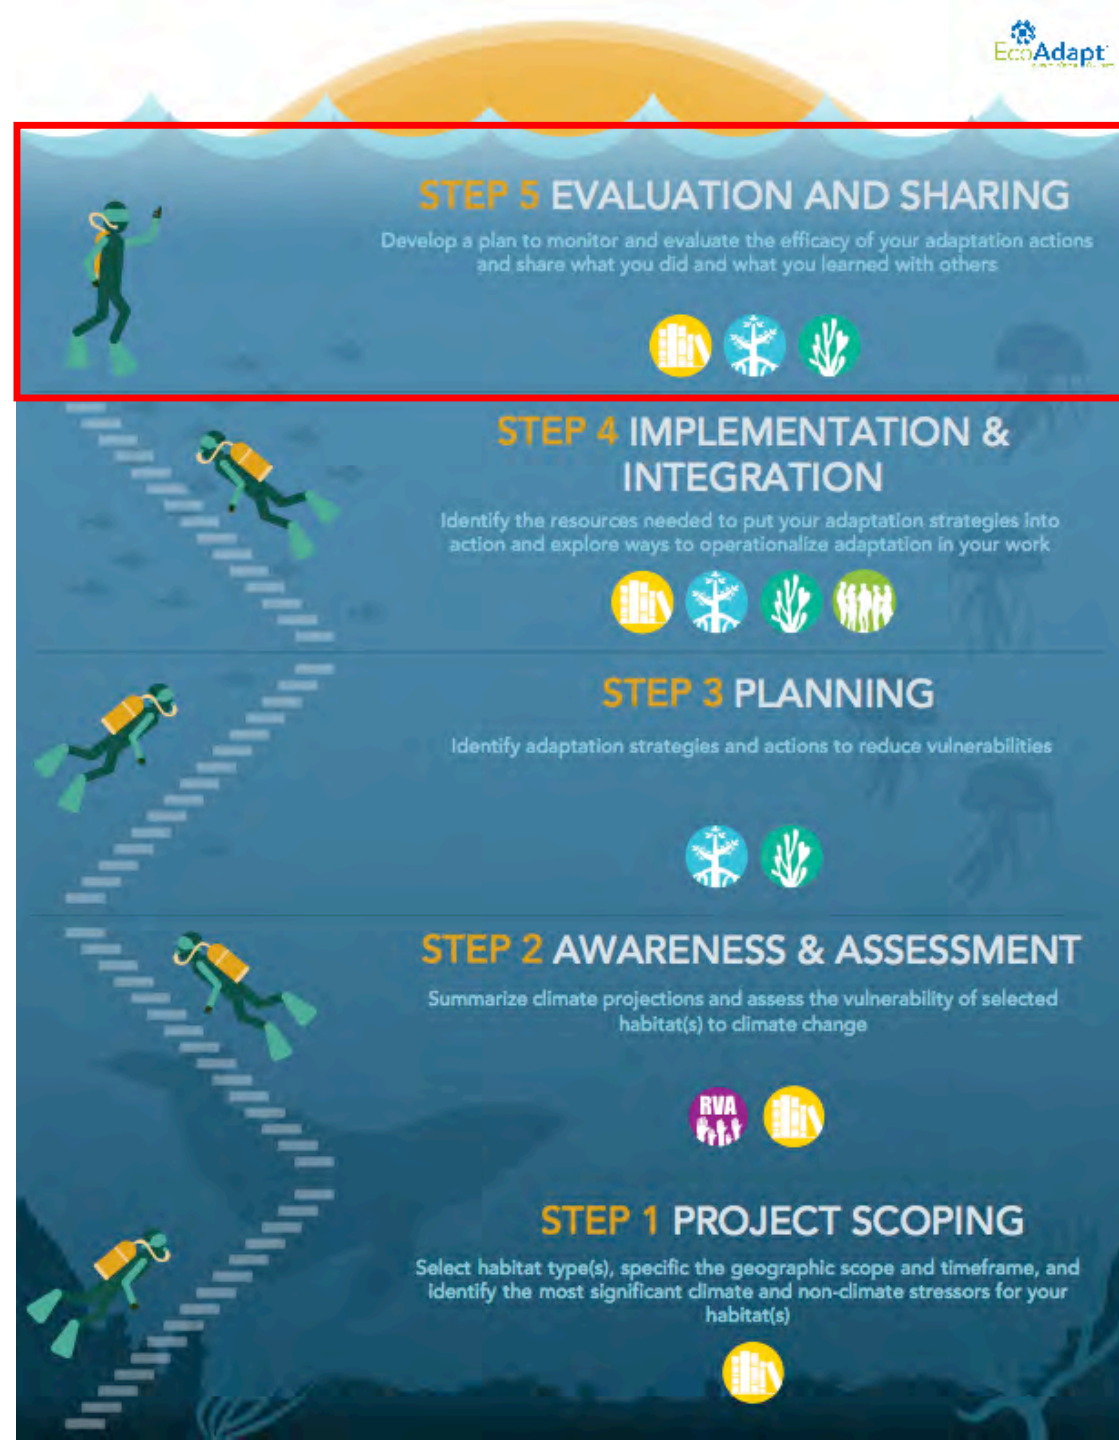 EcoAdapt
STEP 5 EVALUATION AND SHARING
Develop a plan to monitor and evaluate the efficacy of your adaptation actions
and share what you did and what you learned with others
STEP 4 IMPLEMENTATION &
INTEGRATION
Identify the resources needed to put your adaptation strategies into
action and explore ways to operationalize adaptation in your work
STEP 3 PLANNING
Identify adaptation strategies and actions to reduce vulnerabilities
STEP 2 AWARENESS & ASSESSMENT
Summarize climate projections and assess the vulnerability of selected
habitat(s) to climate change
RVA
STEP 1 PROJECT SCOPING
Select habitat type(s), specific the geographic scope and timeframe, and
identify the most significant climate and non-climate stressors for your
habitat(s)